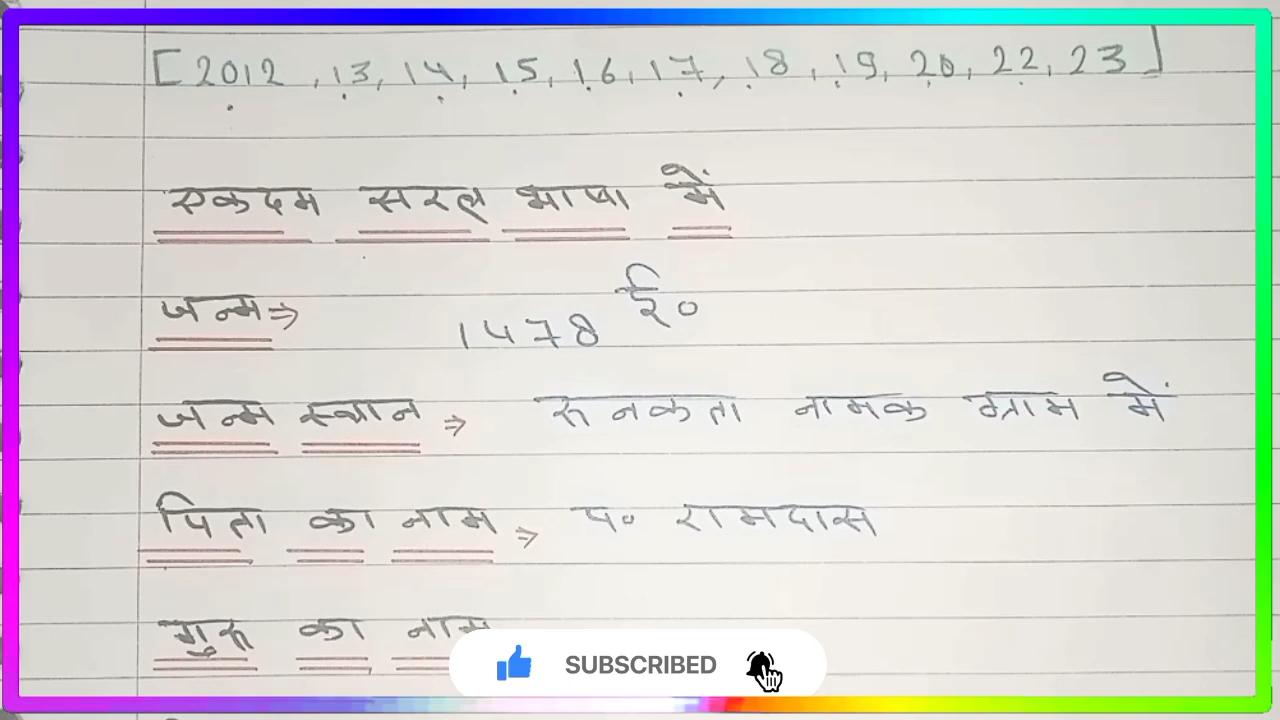 [2012, 13, 14, 15, 16, 17, 18, 19, 20, 22, 23]
एकदम सरल भाषा में
जन्म ⇒ 1478 ई०
जन्म स्थान ⇒ रुनकता नामक ग्राम में
पिता का नाम ⇒ प० रामदास
गुरु का नाम
SUBSCRIBED